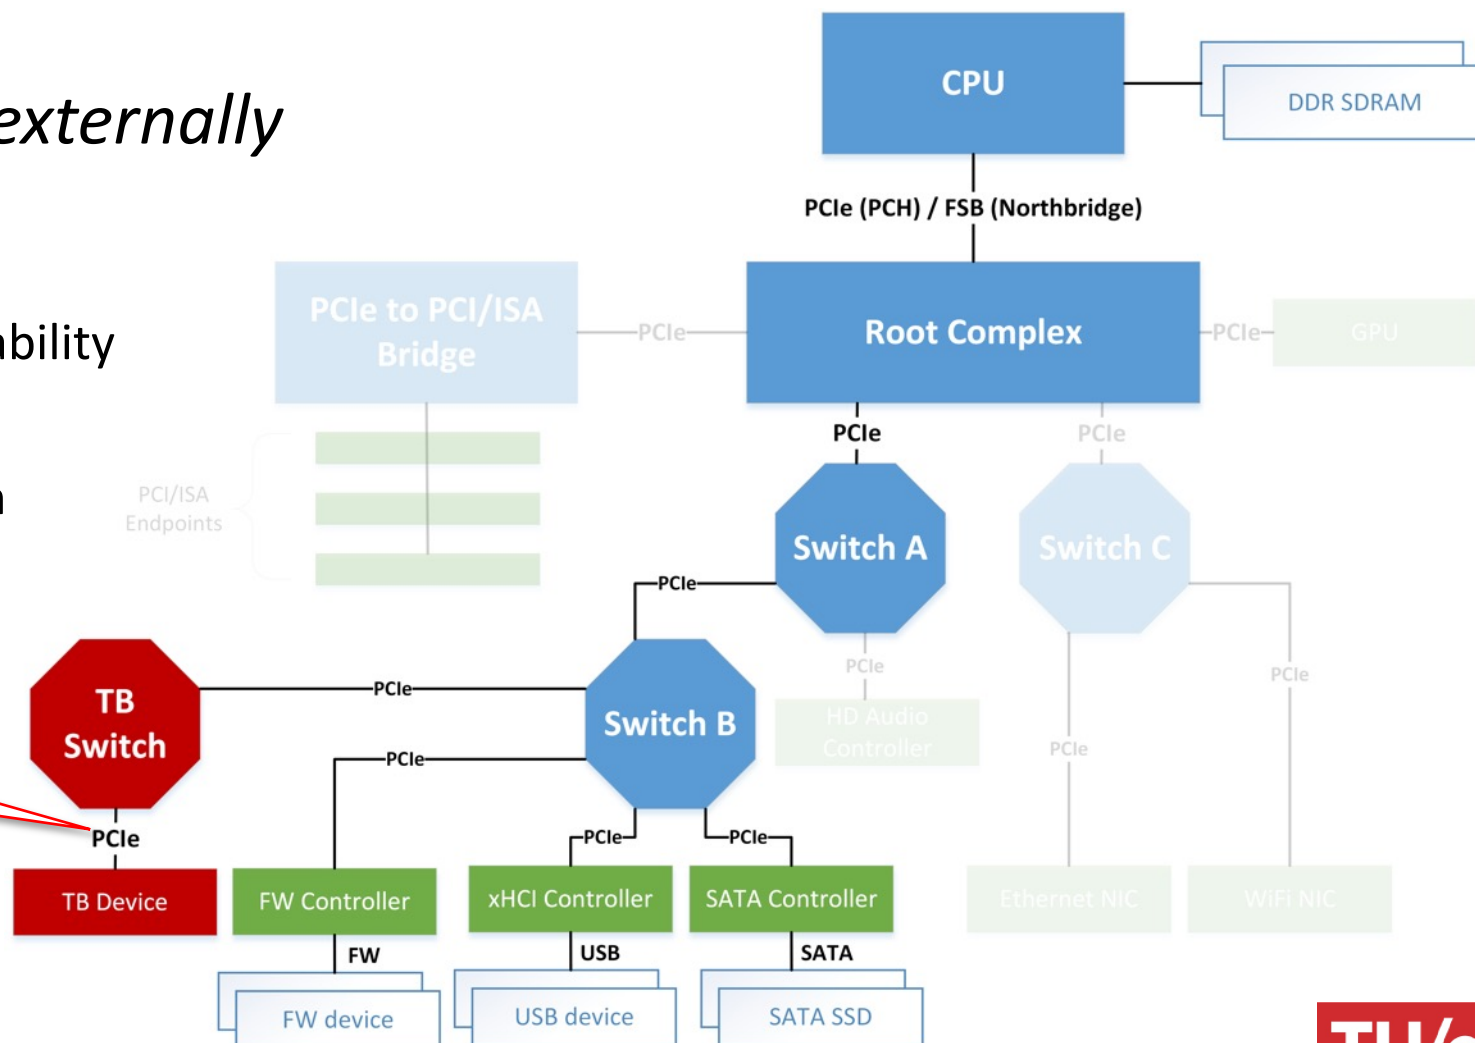 externally
ability
CPU
DDR SDRAM
PCIe (PCH) / FSB (Northbridge)
PCIe to PCI/ISA
Bridge
PCIe
Root Complex
PCIe
GPU
PCIe
PCIe
PCI/ISA
Endpoints
Switch A
Switch C
PCIe
PCIe
PCIe
TB
Switch
PCIe
Switch B
HD Audio
Controller
PCIe
PCIe
PCIe
PCIe
PCIe
TB Device
FW Controller
xHCI Controller
SATA Controller
Ethernet NIC
WiFi NIC
FW
USB
SATA
FW device
USB device
SATA SSD